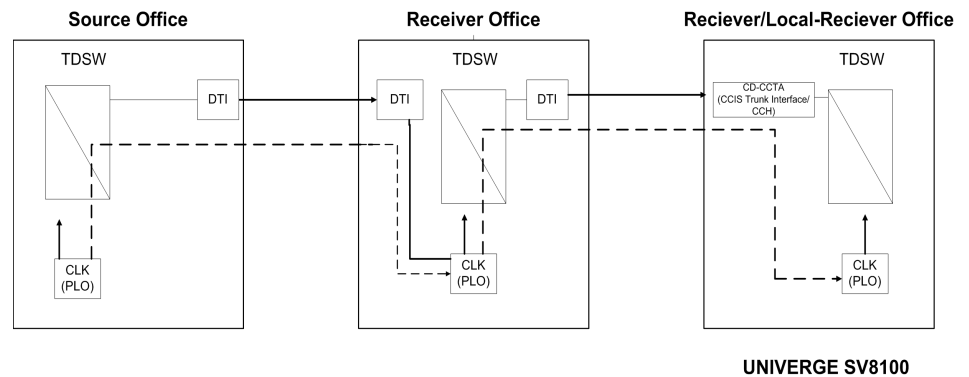 Source Office
Receiver Office
Reciever/Local-Reciever Office
TDSW
DTI
CLK
(PLO)
TDSW
DTI
DTI
CLK
(PLO)
TDSW
CD-CCTA
(CCIS Trunk Interface/
CCH)
CLK
(PLO)
UNIVERGE SV8100